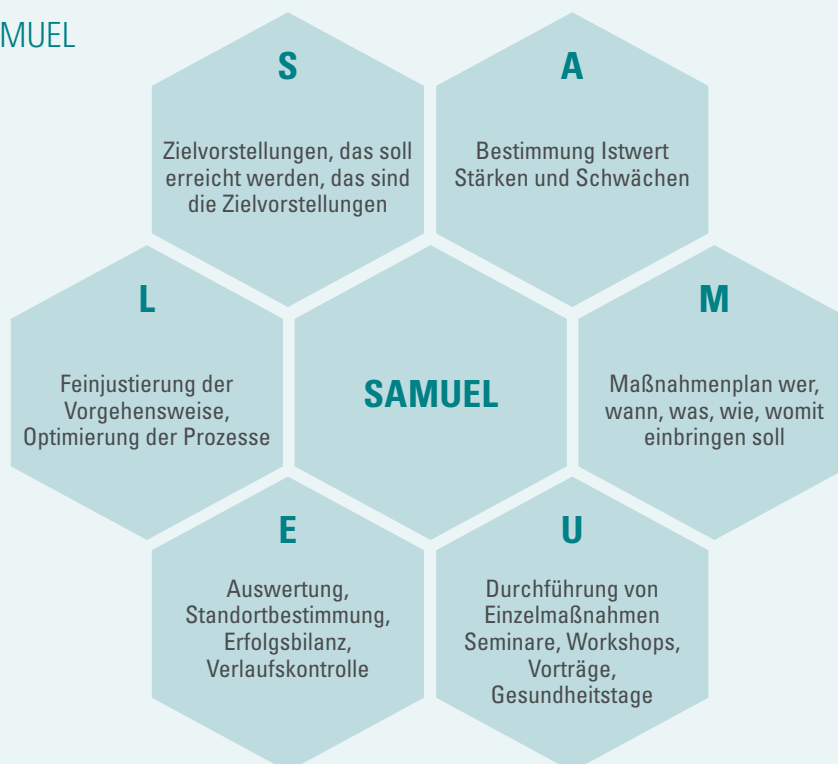 MUEL
S
Zielvorstellungen, das soll
erreicht werden, das sind
die Zielvorstellungen
A
Bestimmung Istwert
Stärken und Schwächen
L
Feinjustierung der
Vorgehensweise,
Optimierung der Prozesse
SAMUEL
M
Maßnahmenplan wer,
wann, was, wie, womit
einbringen soll
E
Auswertung,
Standortbestimmung,
Erfolgsbilanz,
Verlaufskontrolle
U
Durchführung von
Einzelmaßnahmen
Seminare, Workshops,
Vorträge,
Gesundheitstage